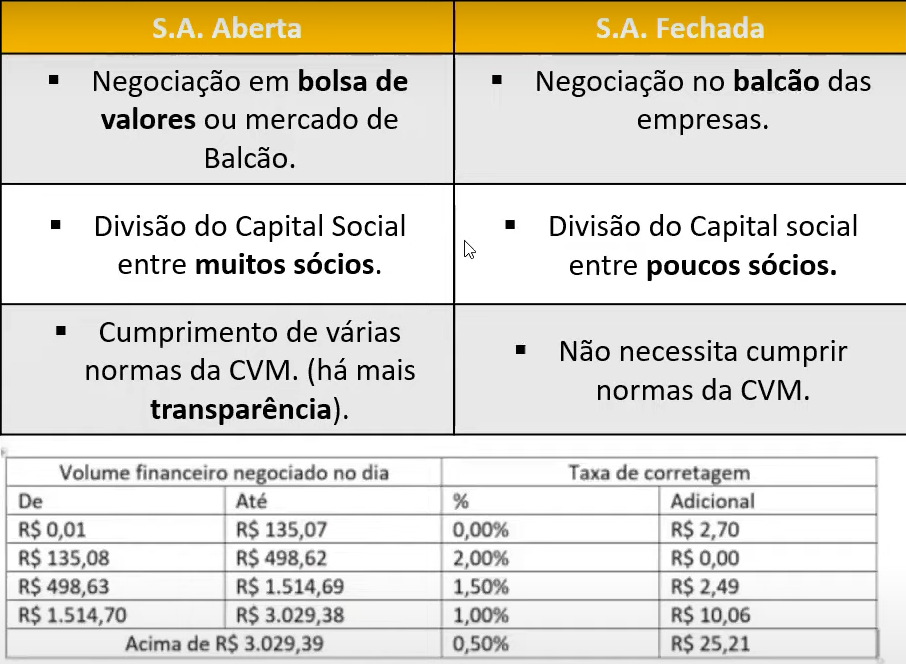 S.A. Aberta
S.A. Fechada
▪ Negociação em bolsa de
valores ou mercado de
Balcão.
▪ Negociação no balcão das
empresas.
▪ Divisão do Capital Social
entre muitos sócios.
▪ Divisão do Capital social
entre poucos sócios.
▪ Cumprimento de várias
normas da CVM. (há mais
transparência).
▪ Não necessita cumprir
normas da CVM.
Volume financeiro negociado no dia Taxa de corretagem
De Até % Adicional
R$ 0,01 R$ 135,07 0,00% R$ 2,70
R$ 135,08 R$ 498,62 2,00% R$ 0,00
R$ 498,63 R$ 1.514,69 1,50% R$ 2,49
R$ 1.514,70 R$ 3.029,38 1,00% R$ 10,06
Acima de R$ 3.029,39 0,50% R$ 25,21